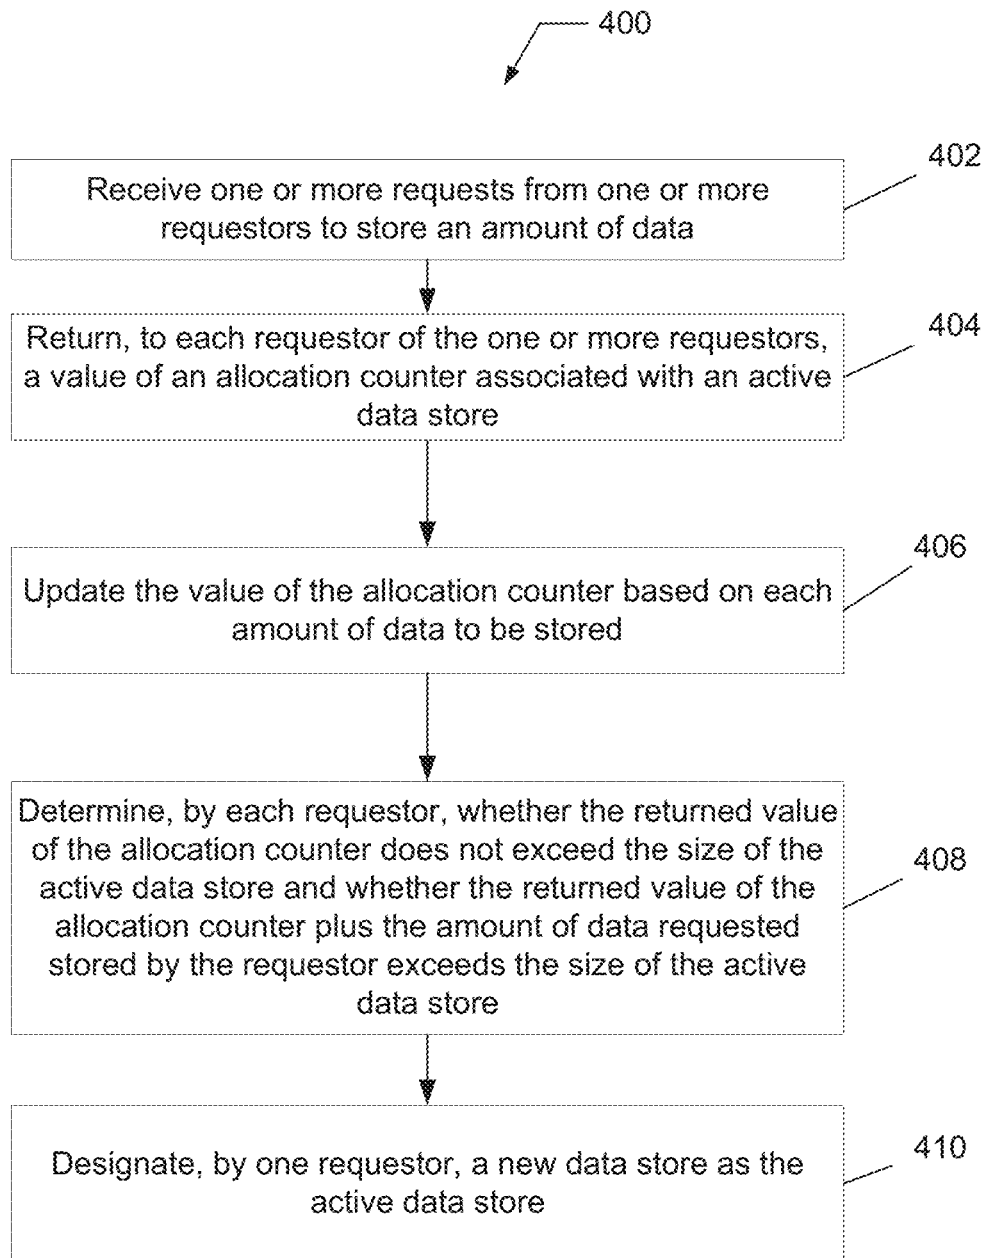 400
402
Receive one or more requests from one or more
requestors to store an amount of data
404
Return, to each requestor of the one or more requestors,
a value of an allocation counter associated with an active
data store
406
Update the value of the allocation counter based on each
amount of data to be stored
Determine, by each requestor, whether the returned value
of the allocation counter does not exceed the size of the
active data store and whether the returned value of the
allocation counter plus the amount of data requested
stored by the requestor exceeds the size of the active
data store
408
Designate, by one requestor, a new data store as the
active data store
410